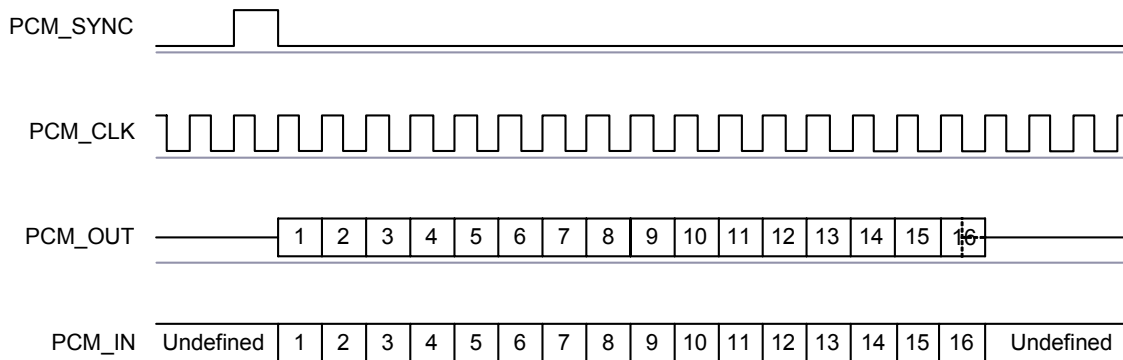 PCM_SYNC
PCM_CLK
PCM_OUT 1 2 3 4 5 6 7 8 9 10 11 12 13 14 15 16
PCM_IN Undefined 1 2 3 4 5 6 7 8 9 10 11 12 13 14 15 16 Undefined